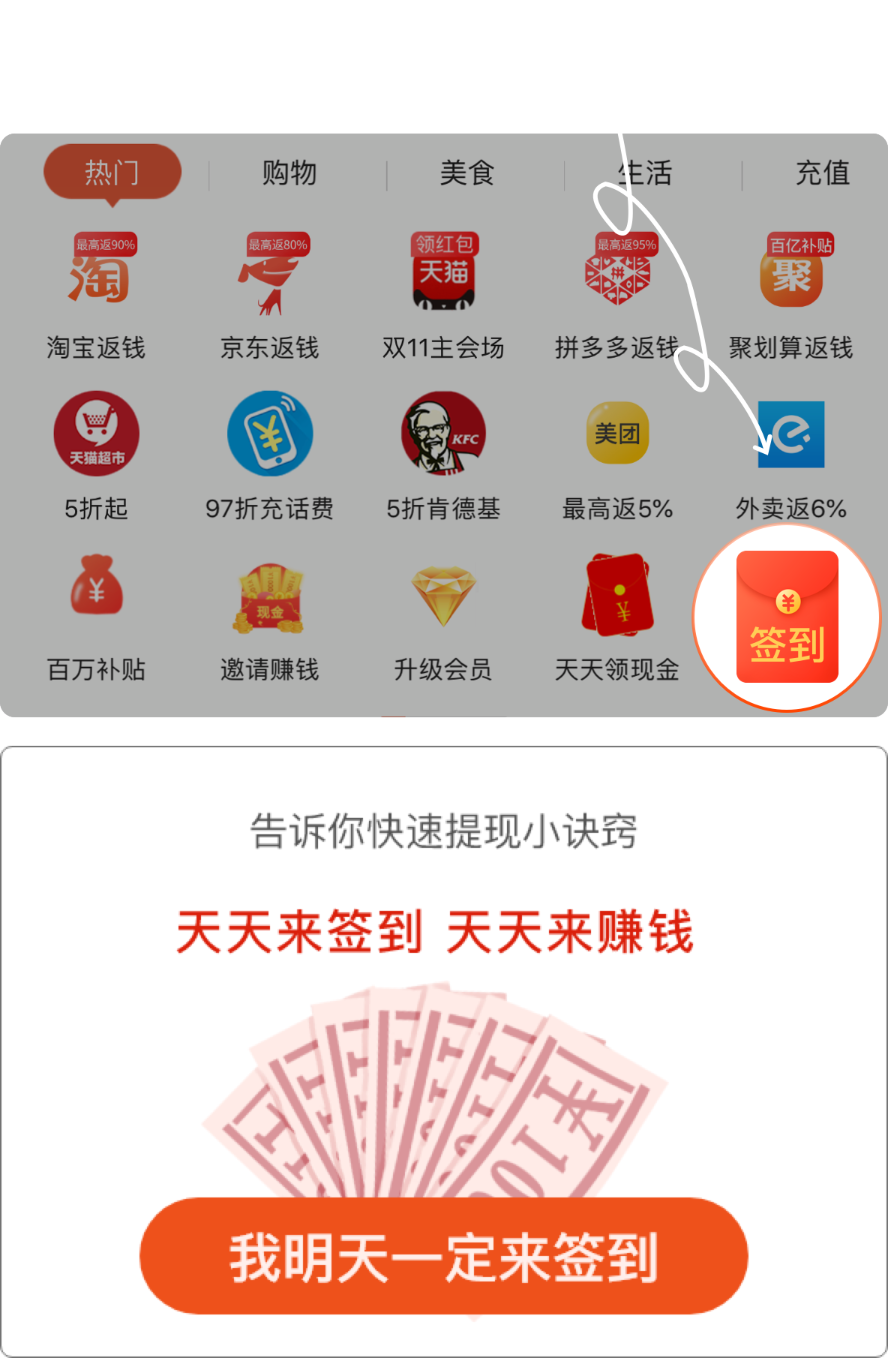 热门 购物 美食 生活 充值
最高返90% 最高返80% 领红包 最高返95% 百亿补贴
淘 天猫 拼 聚
淘宝返钱 京东返钱 双11主会场 拼多多返钱 聚划算返钱
天猫超市 ¥ KFC 美团 e
5折起 97折充话费 5折肯德基 最高返5% 外卖返6%
¥ 现金 ¥ ¥
签到
百万补贴 邀请赚钱 升级会员 天天领现金
告诉你快速提现小诀窍
天天来签到 天天来赚钱
¥100
我明天一定来签到